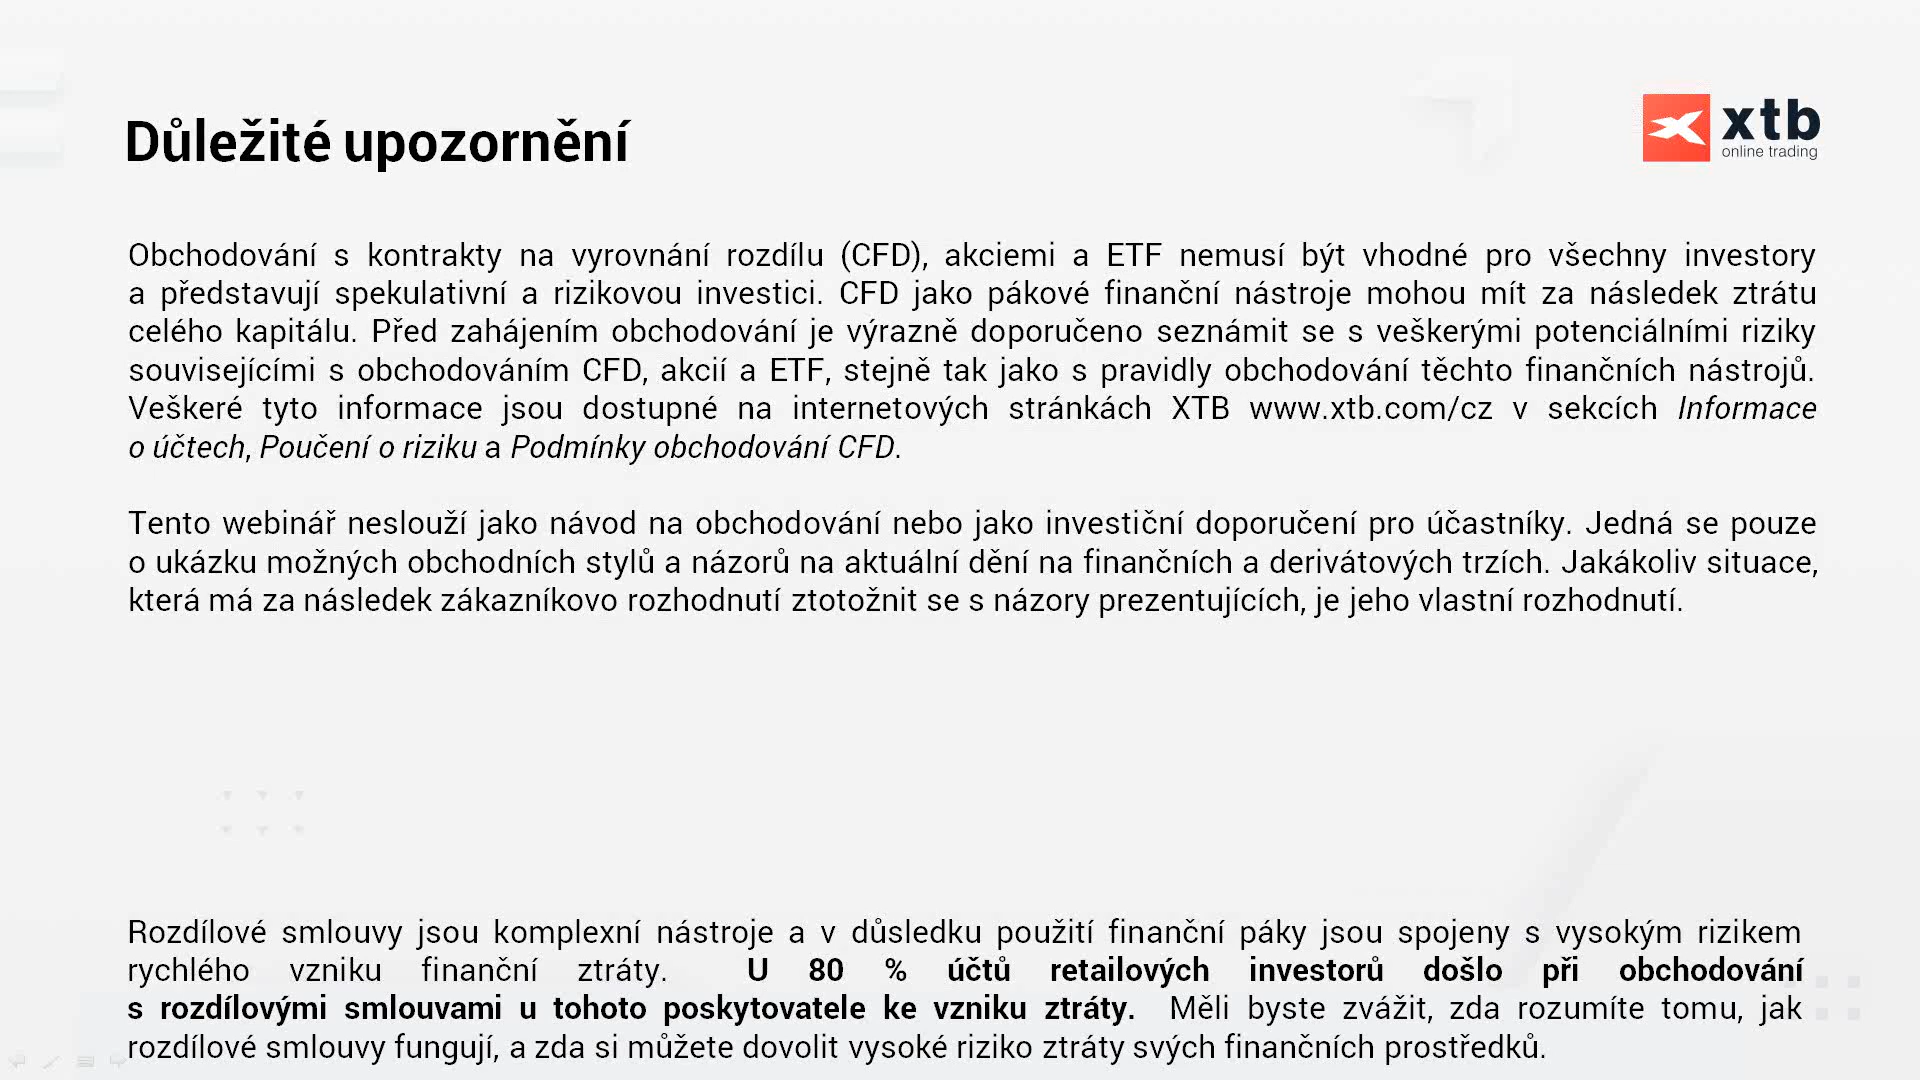 Důležité upozornění
xtb
online trading
Obchodování s kontrakty na vyrovnání rozdílu (CFD), akciemi a ETF nemusí být vhodné pro všechny investory
a představují spekulativní a rizikovou investici. CFD jako pákové finanční nástroje mohou mít za následek ztrátu
celého kapitálu. Před zahájením obchodování je výrazně doporučeno seznámit se s veškerými potenciálními riziky
souvisejícími s obchodováním CFD, akcií a ETF, stejně tak jako s pravidly obchodování těchto finančních nástrojů.
Veškeré tyto informace jsou dostupné na internetových stránkách XTB www.xtb.com/cz v sekcích Informace
o účtech, Poučení o riziku a Podmínky obchodování CFD.
Tento webinář neslouží jako návod na obchodování nebo jako investiční doporučení pro účastníky. Jedná se pouze
o ukázku možných obchodních stylů a názorů na aktuální dění na finančních a derivátových trzích. Jakákoliv situace,
která má za následek zákazníkovo rozhodnutí ztotožnit se s názory prezentujících, je jeho vlastní rozhodnutí.
Rozdílové smlouvy jsou komplexní nástroje a v důsledku použití finanční páky jsou spojeny s vysokým rizikem
rychlého vzniku finanční ztráty. U 80 % účtů retailových investorů došlo při obchodování
s rozdílovými smlouvami u tohoto poskytovatele ke vzniku ztráty. Měli byste zvážit, zda rozumíte tomu, jak
rozdílové smlouvy fungují, a zda si můžete dovolit vysoké riziko ztráty svých finančních prostředků.